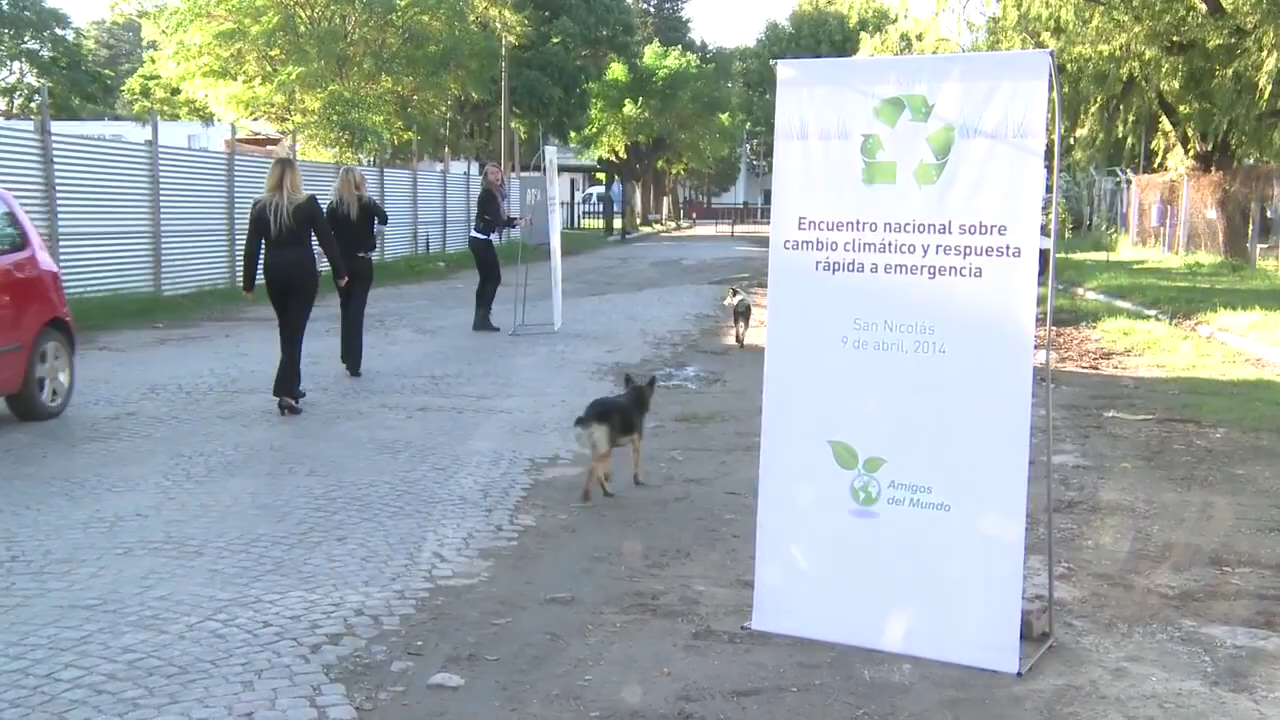 Encuentro nacional sobre
cambio climático y respuesta
rápida a emergencia
San Nicolás
9 de abril, 2014
Amigos
del Mundo